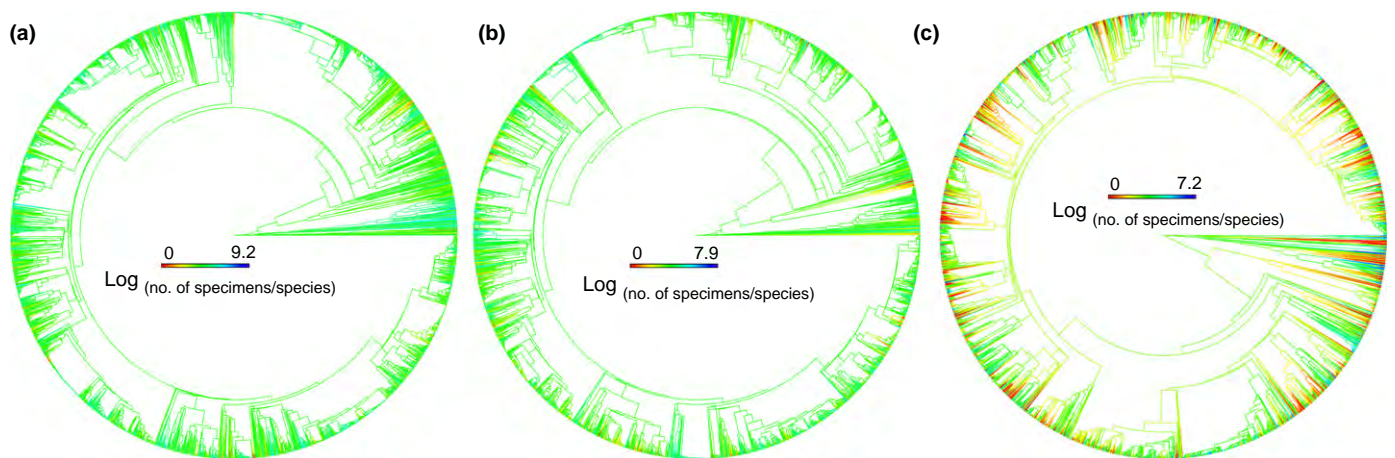 (a)
0 9.2
Log (no. of specimens/species)
(b)
0 7.9
Log (no. of specimens/species)
(c)
0 7.2
Log (no. of specimens/species)